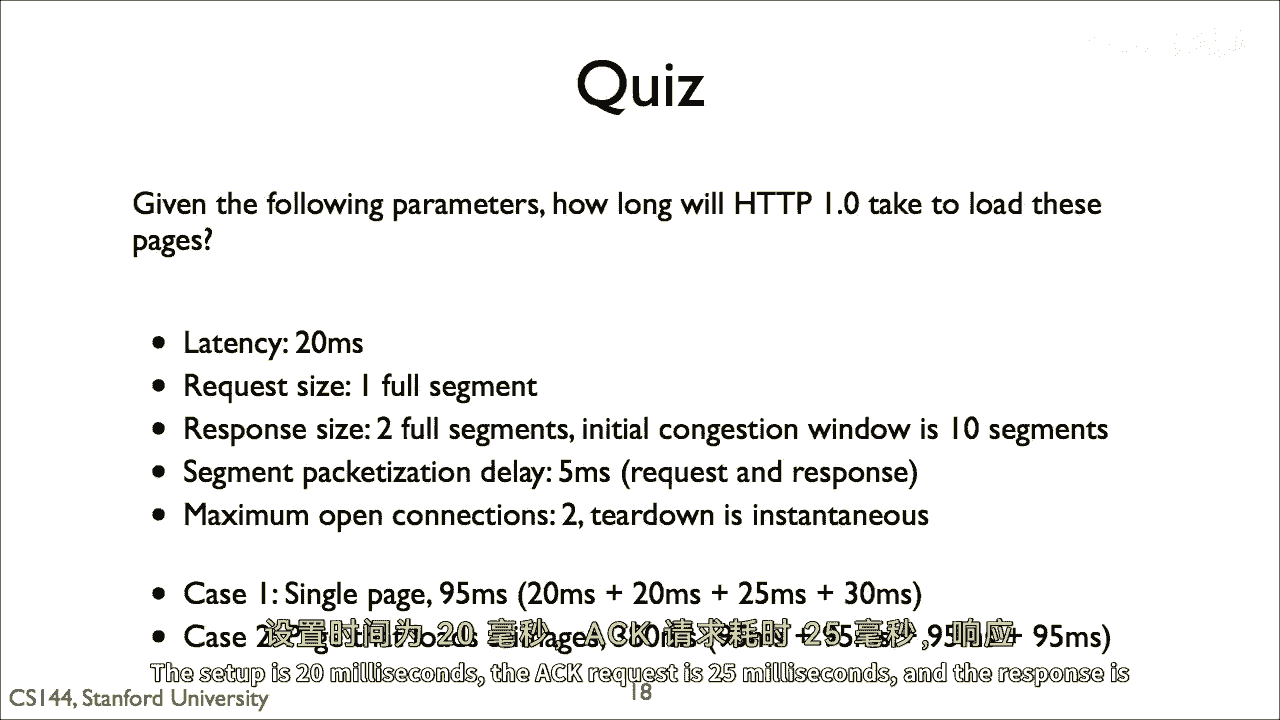 Quiz
Given the following parameters, how long will HTTP 1.0 take to load these
pages?
• Latency: 20ms
• Request size: 1 full segment
• Response size: 2 full segments, initial congestion window is 10 segments
• Segment packetization delay: 5ms (request and response)
• Maximum open connections: 2, teardown is instantaneous
• Case 1: Single page, 95ms (20ms + 20ms + 25ms + 30ms)
• Case 2: 95ms)
设置时间为 20 毫秒，ACK 请求耗时 25 毫秒，响应
The setup is 20 milliseconds, the ACK request is 25 milliseconds, and the response is
CS144, Stanford University
18